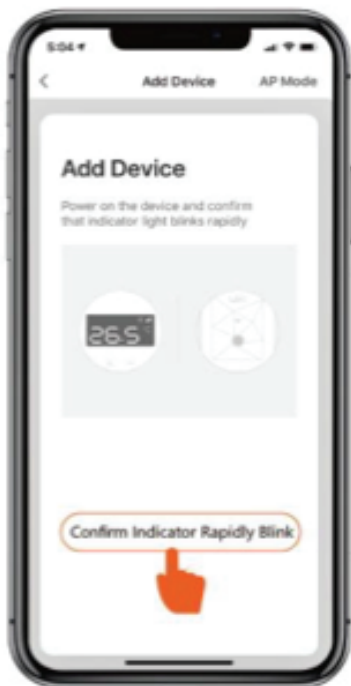 5:04
Add Device
AP Mode
Add Device
Power on the device and confirm
that indicator light blinks rapidly
26.5
Confirm Indicator Rapidly Blink